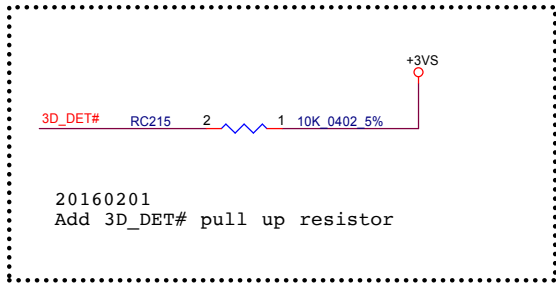 +3VS
3D_DET# RC215 2 1 10K_0402_5%
20160201
Add 3D_DET# pull up resistor